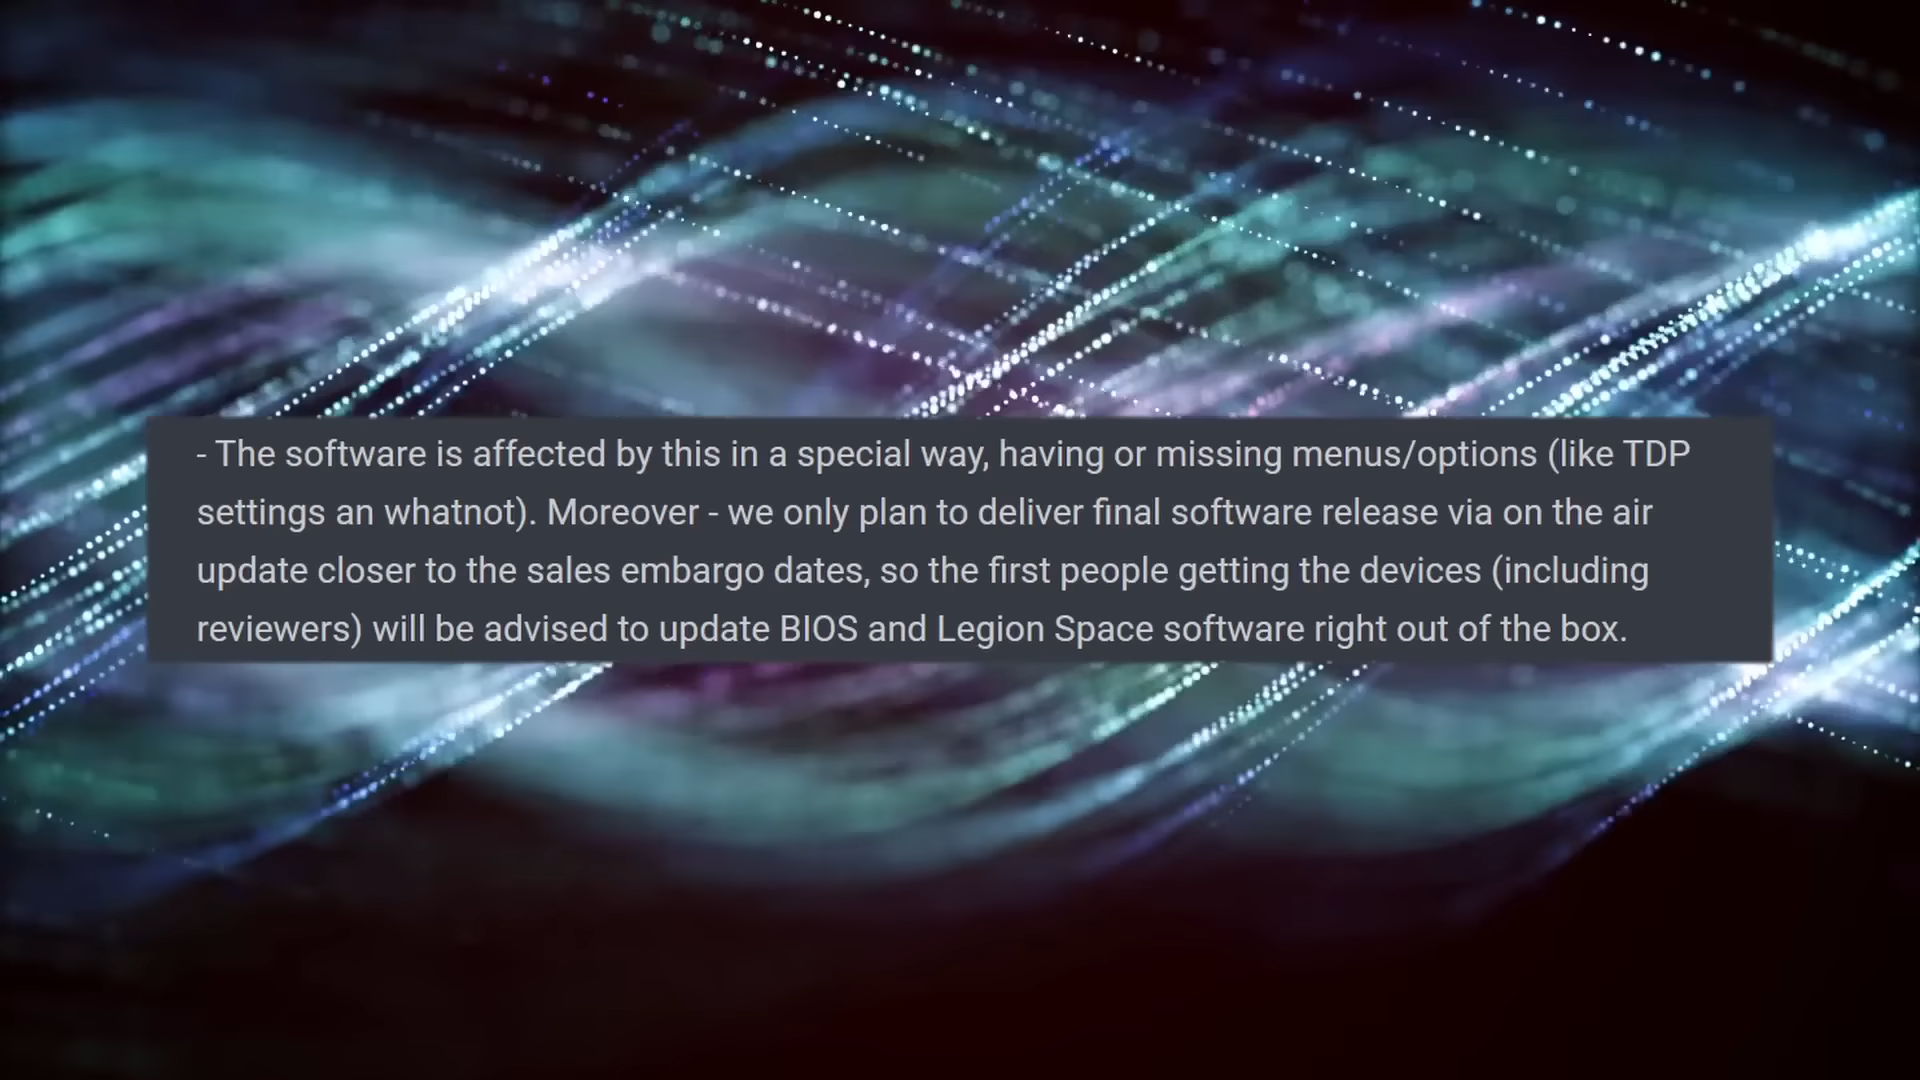 - The software is affected by this in a special way, having or missing menus/options (like TDP
settings an whatnot). Moreover - we only plan to deliver final software release via on the air
update closer to the sales embargo dates, so the first people getting the devices (including
reviewers) will be advised to update BIOS and Legion Space software right out of the box.